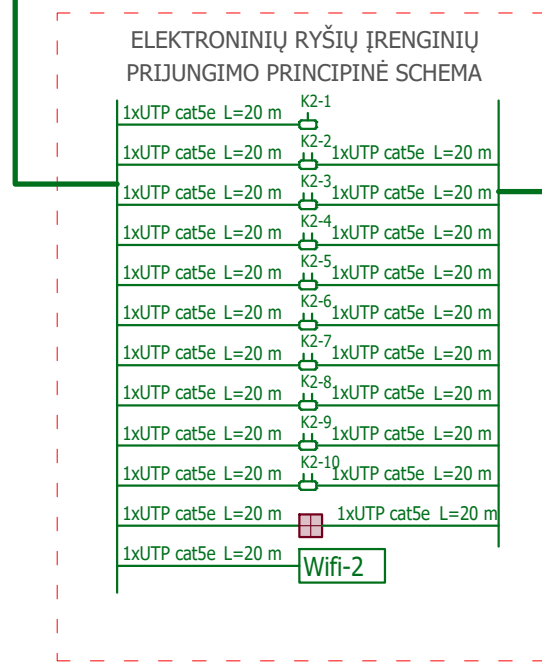 ELEKTRONINIŲ RYŠIŲ ĮRENGINIŲ
PRIJUNGIMO PRINCIPINĖ SCHEMA
1xUTP cat5e L=20 m K2-1
1xUTP cat5e L=20 m K2-2 1xUTP cat5e L=20 m
1xUTP cat5e L=20 m K2-3 1xUTP cat5e L=20 m
1xUTP cat5e L=20 m K2-4 1xUTP cat5e L=20 m
1xUTP cat5e L=20 m K2-5 1xUTP cat5e L=20 m
1xUTP cat5e L=20 m K2-6 1xUTP cat5e L=20 m
1xUTP cat5e L=20 m K2-7 1xUTP cat5e L=20 m
1xUTP cat5e L=20 m K2-8 1xUTP cat5e L=20 m
1xUTP cat5e L=20 m K2-9 1xUTP cat5e L=20 m
1xUTP cat5e L=20 m K2-10 1xUTP cat5e L=20 m
1xUTP cat5e L=20 m 1xUTP cat5e L=20 m
1xUTP cat5e L=20 m Wifi-2